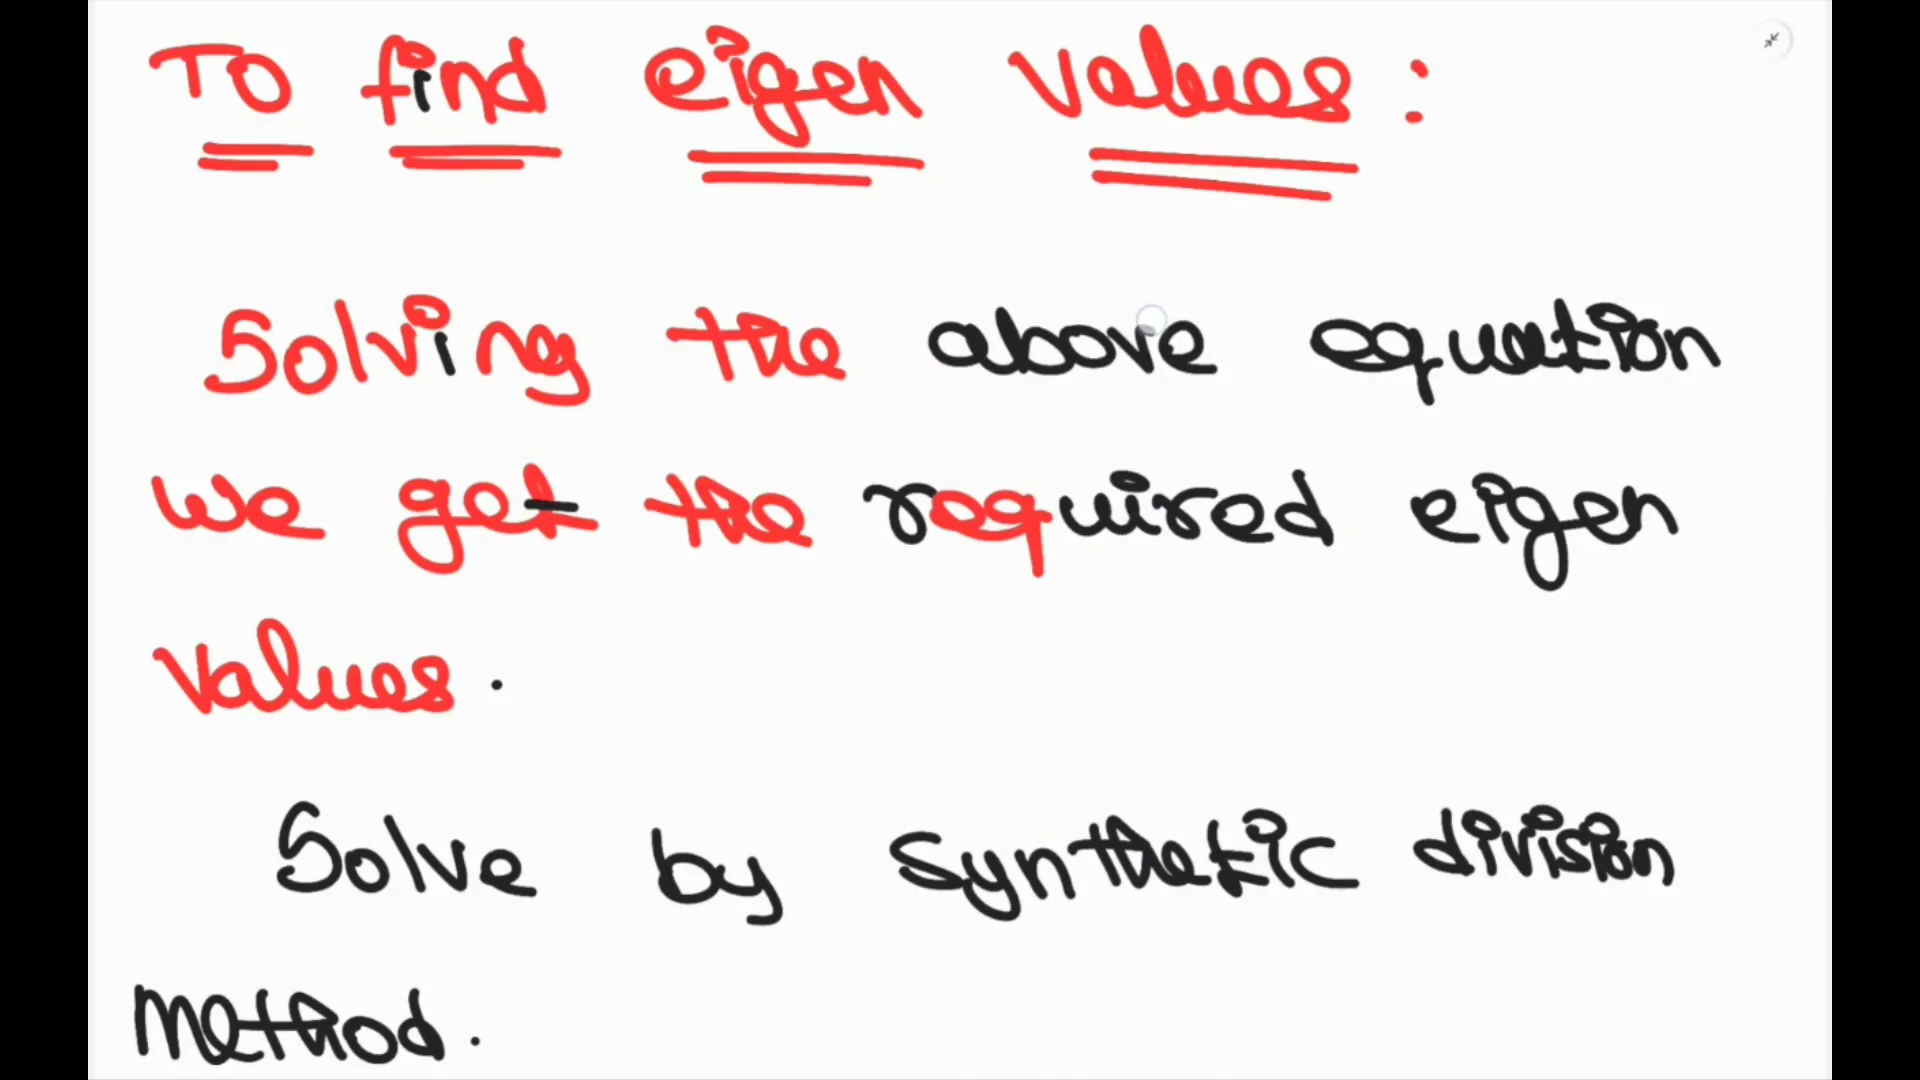 To find eigen values:
Solving the above equation
we get the required eigen
values.
Solve by synthetic division
method.